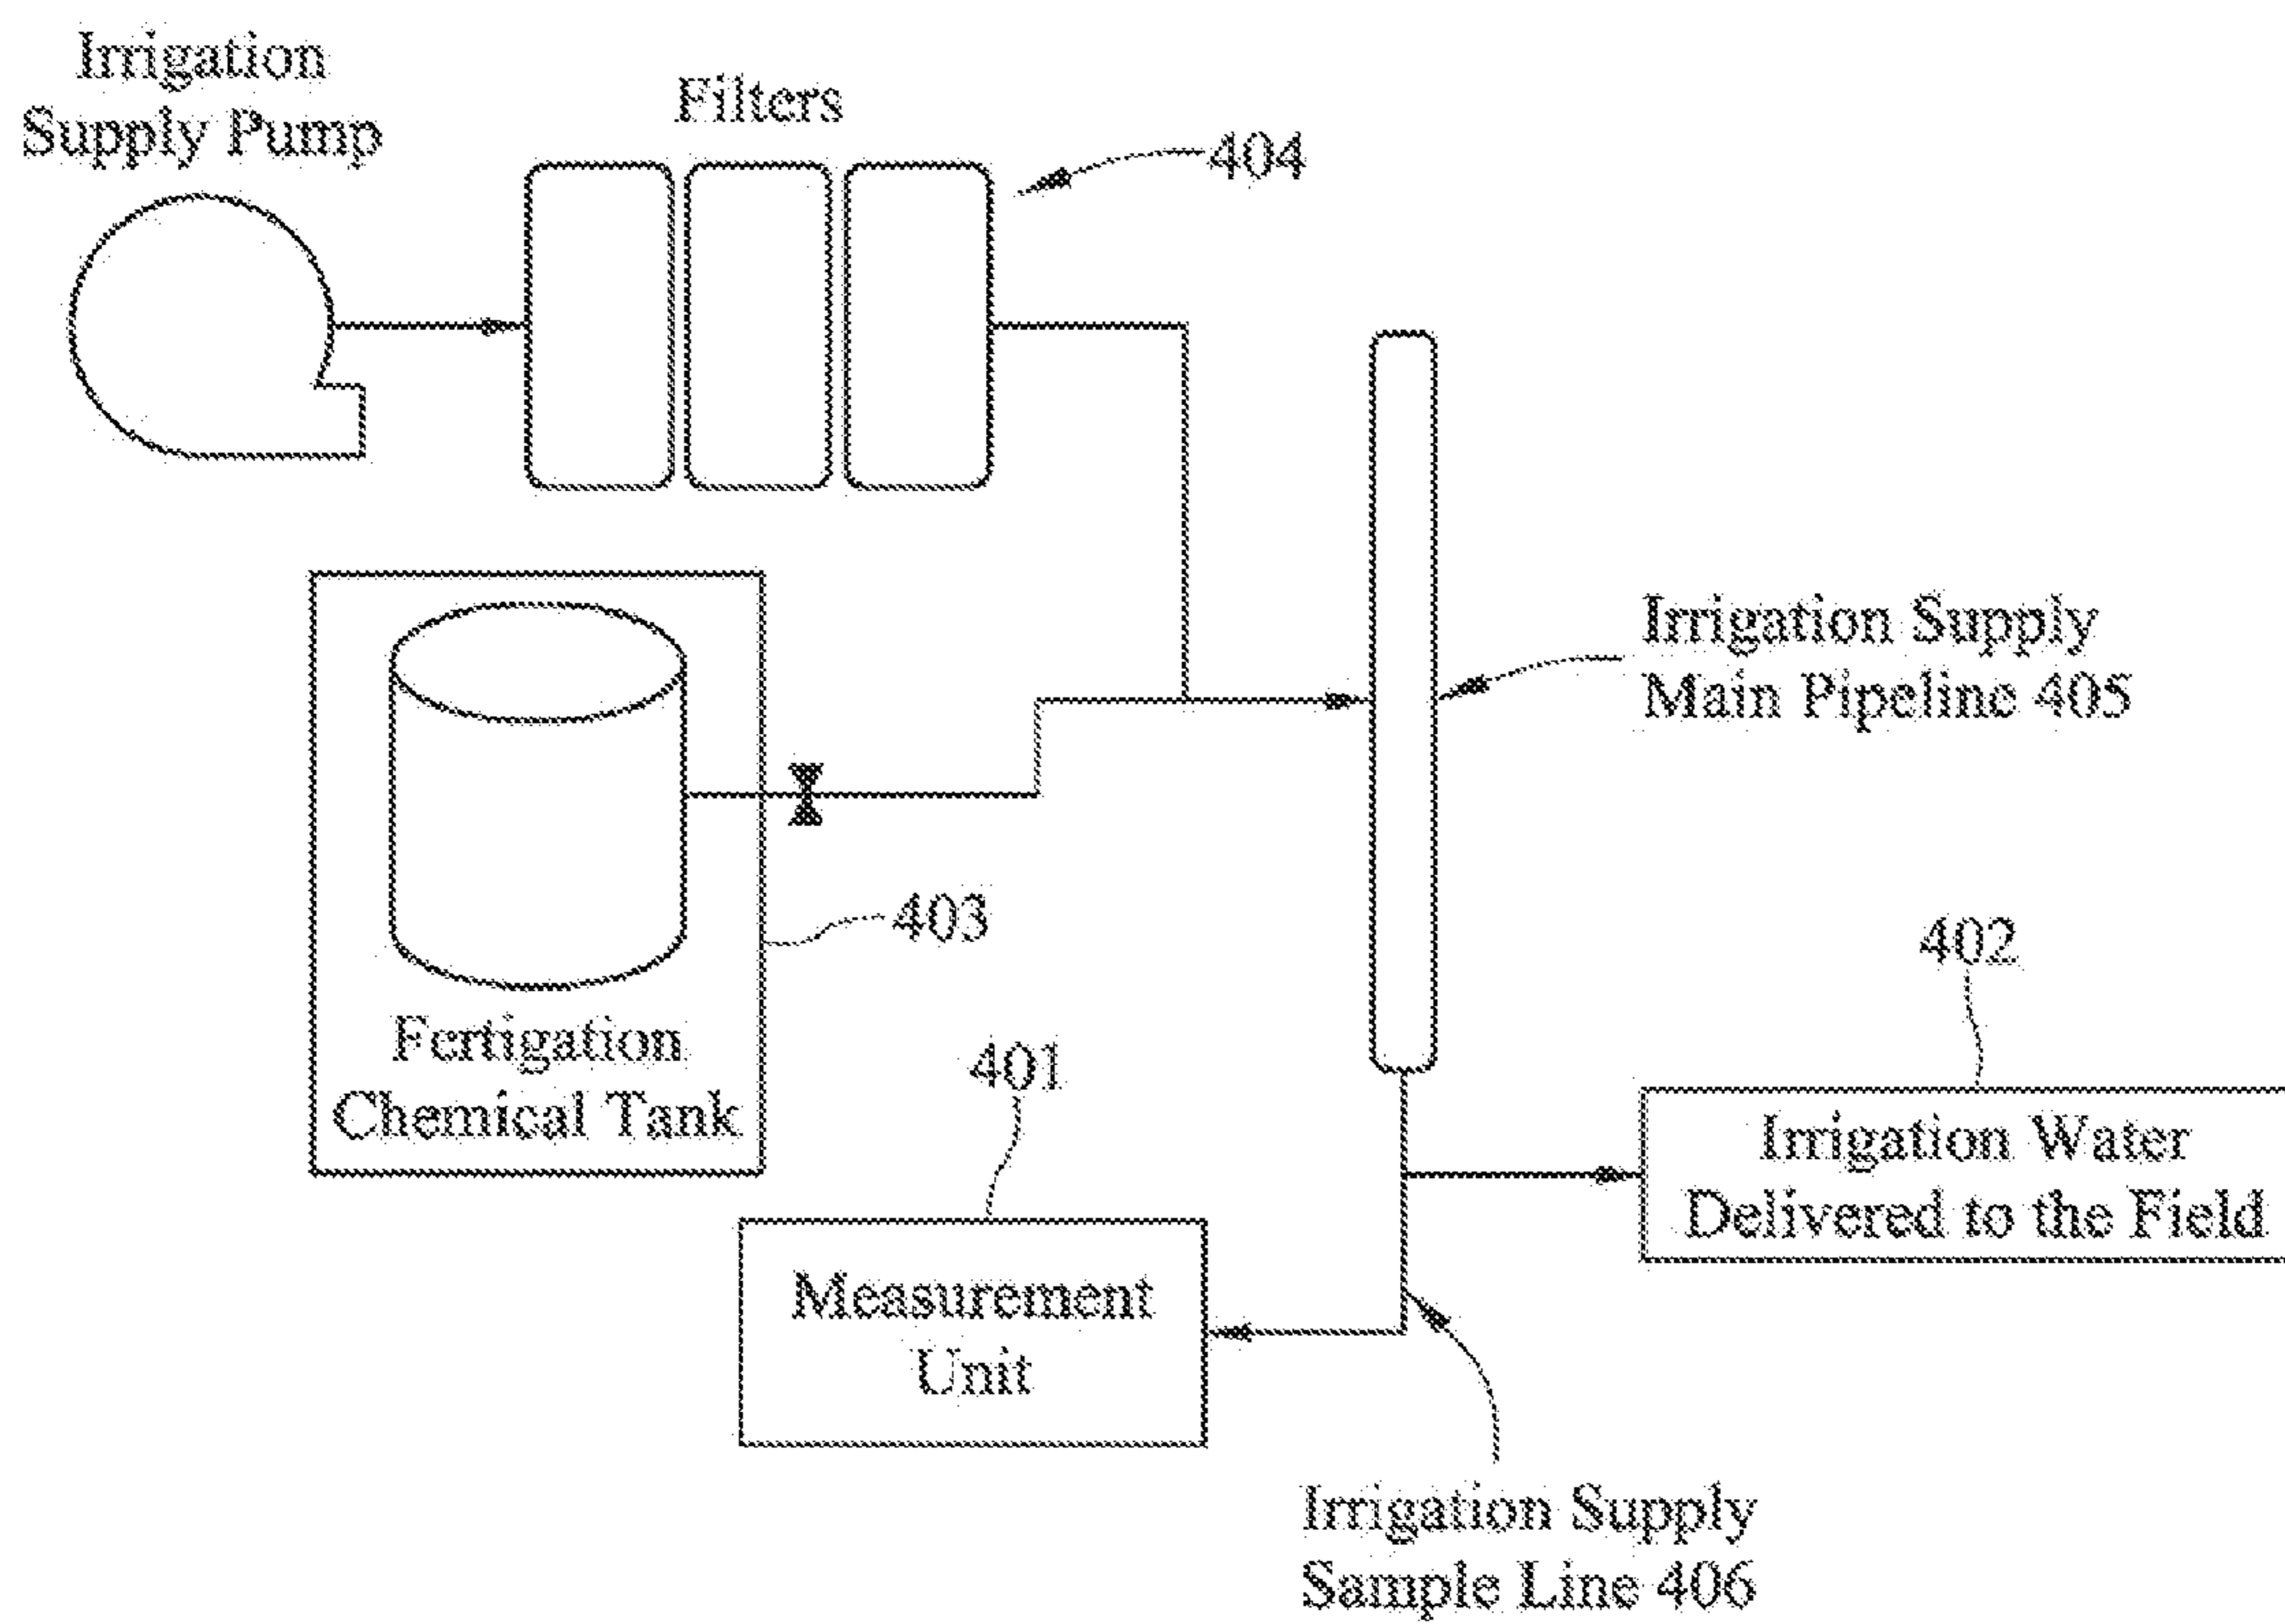 Irrigation
Supply Pump
Filters
404
Irrigation Supply
Main Pipeline 405
403
Fertigation
Chemical Tank
402
401
Irrigation Water
Delivered to the Field
Measurement
Unit
Irrigation Supply
Sample Line 406